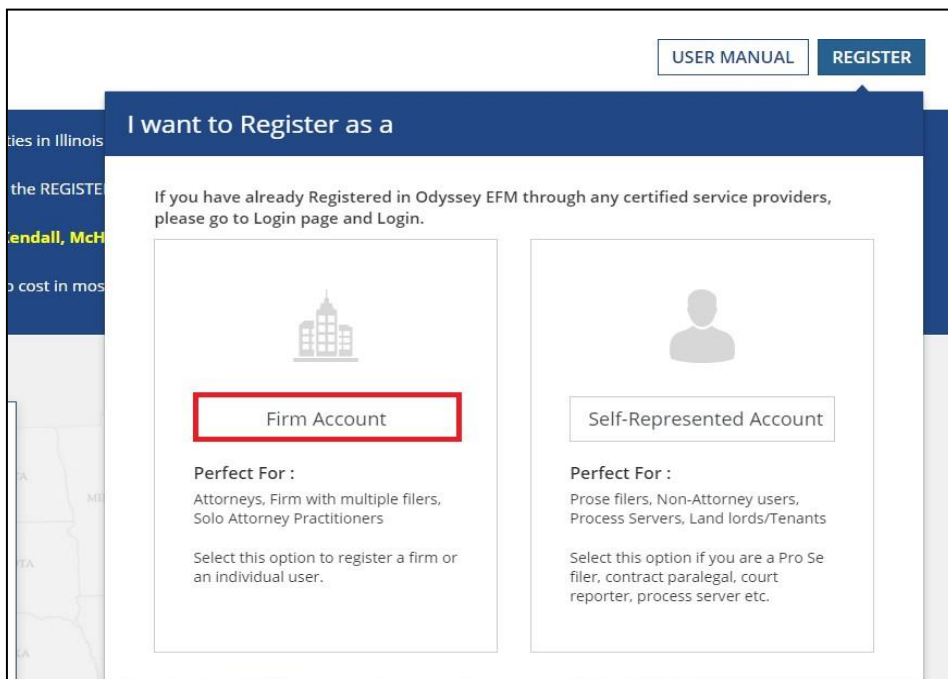 USER MANUAL
REGISTER
I want to Register as a
ties in Illinois
the REGISTE
endall, McH
cost in mos
If you have already Registered in Odyssey EFM through any certified service providers,
please go to Login page and Login.
Firm Account
Perfect For :
Attorneys, Firm with multiple filers,
Solo Attorney Practitioners
Select this option to register a firm or
an individual user.
Self-Represented Account
Perfect For :
Prose filers, Non-Attorney users,
Process Servers, Land lords/Tenants
Select this option if you are a Pro Se
filer, contract paralegal, court
reporter, process server etc.